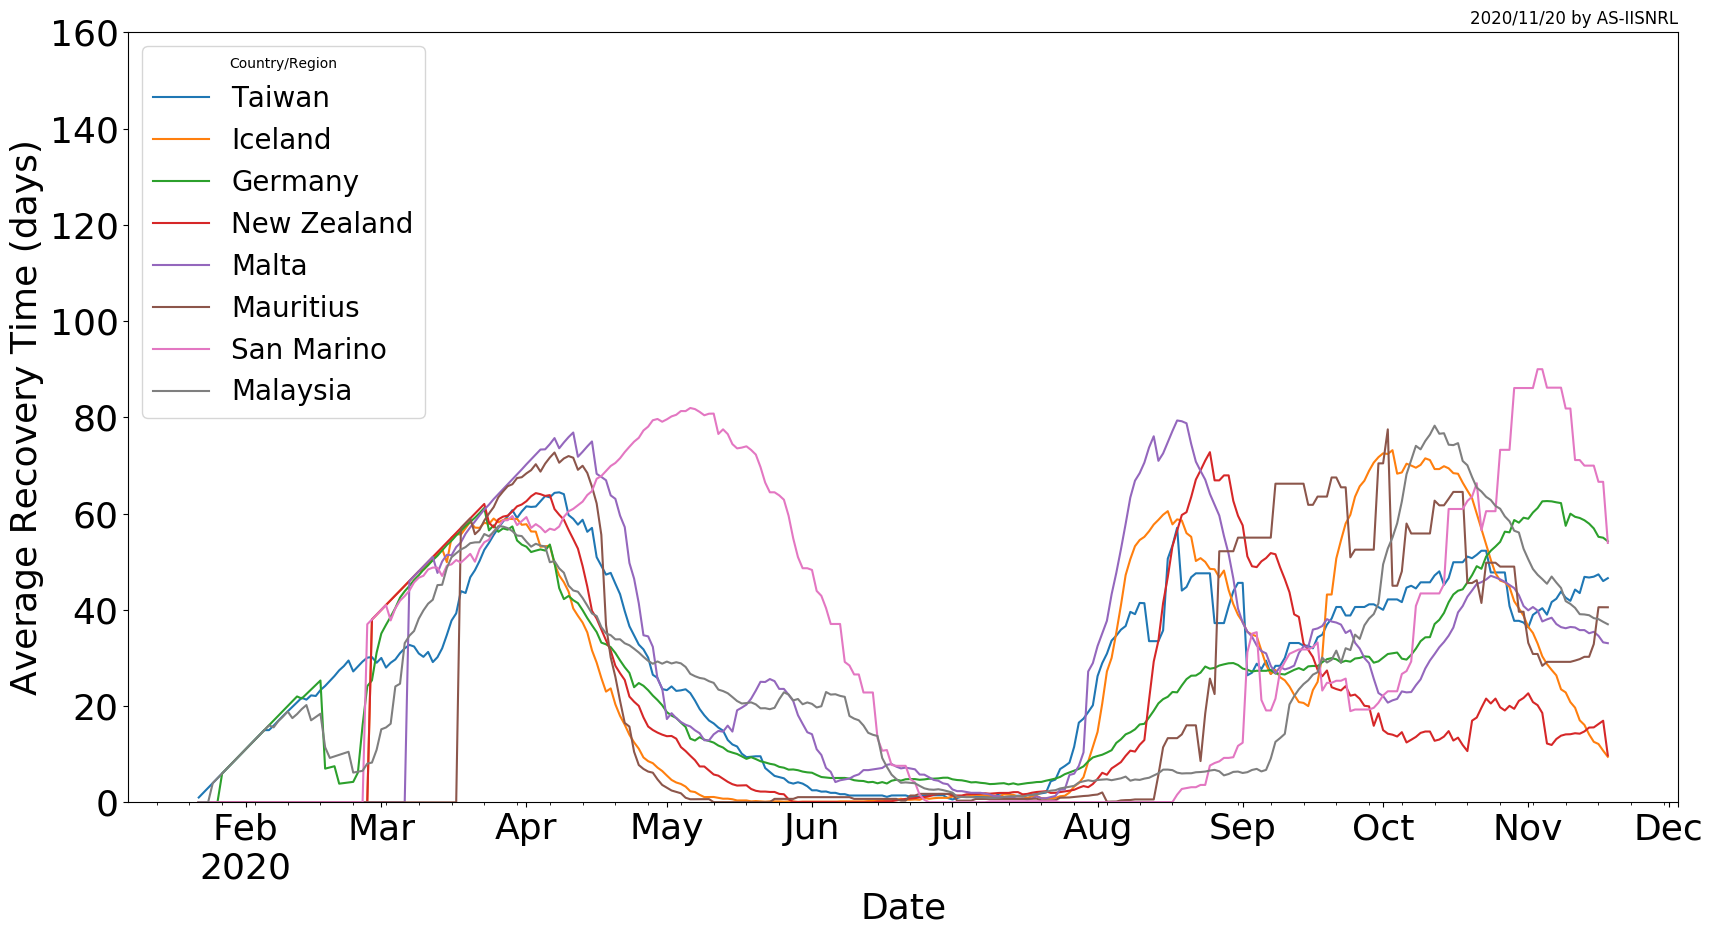 2020/11/20 by AS-IISNRL
160
140
120
100
80
60
40
20
0
Average Recovery Time (days)
Country/Region
Taiwan
Iceland
Germany
New Zealand
Malta
Mauritius
San Marino
Malaysia
Feb Mar Apr May Jun Jul Aug Sep Oct Nov Dec
2020
Date